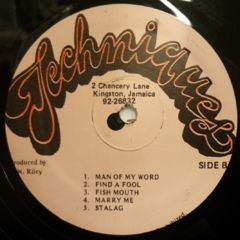 Techniques
2 Chancery Lane
Kingston, Jamaica
92-26832
Produced by
W. Riley
SIDE B
1. MAN OF MY WORD
2. FIND A FOOL
3. FISH MOUTH
4. MARRY ME
5. STALAG